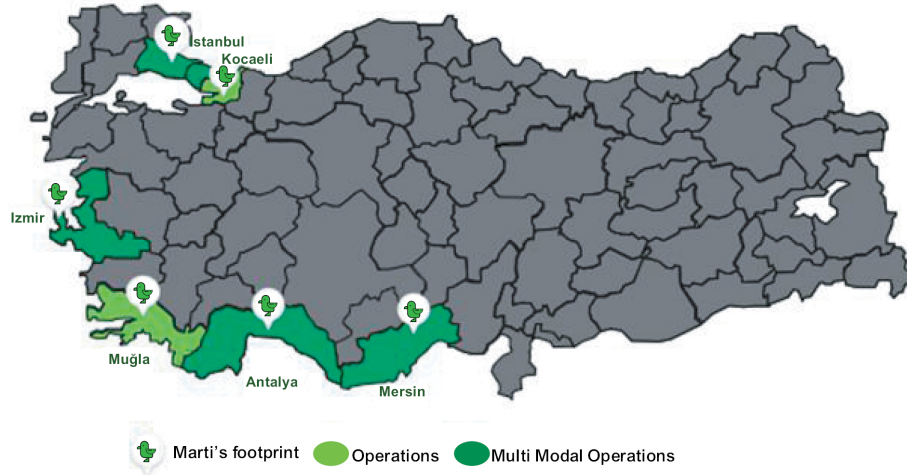 Istanbul
Kocaeli
Izmir
Muğla
Antalya
Mersin
Marti's footprint
Operations
Multi Modal Operations